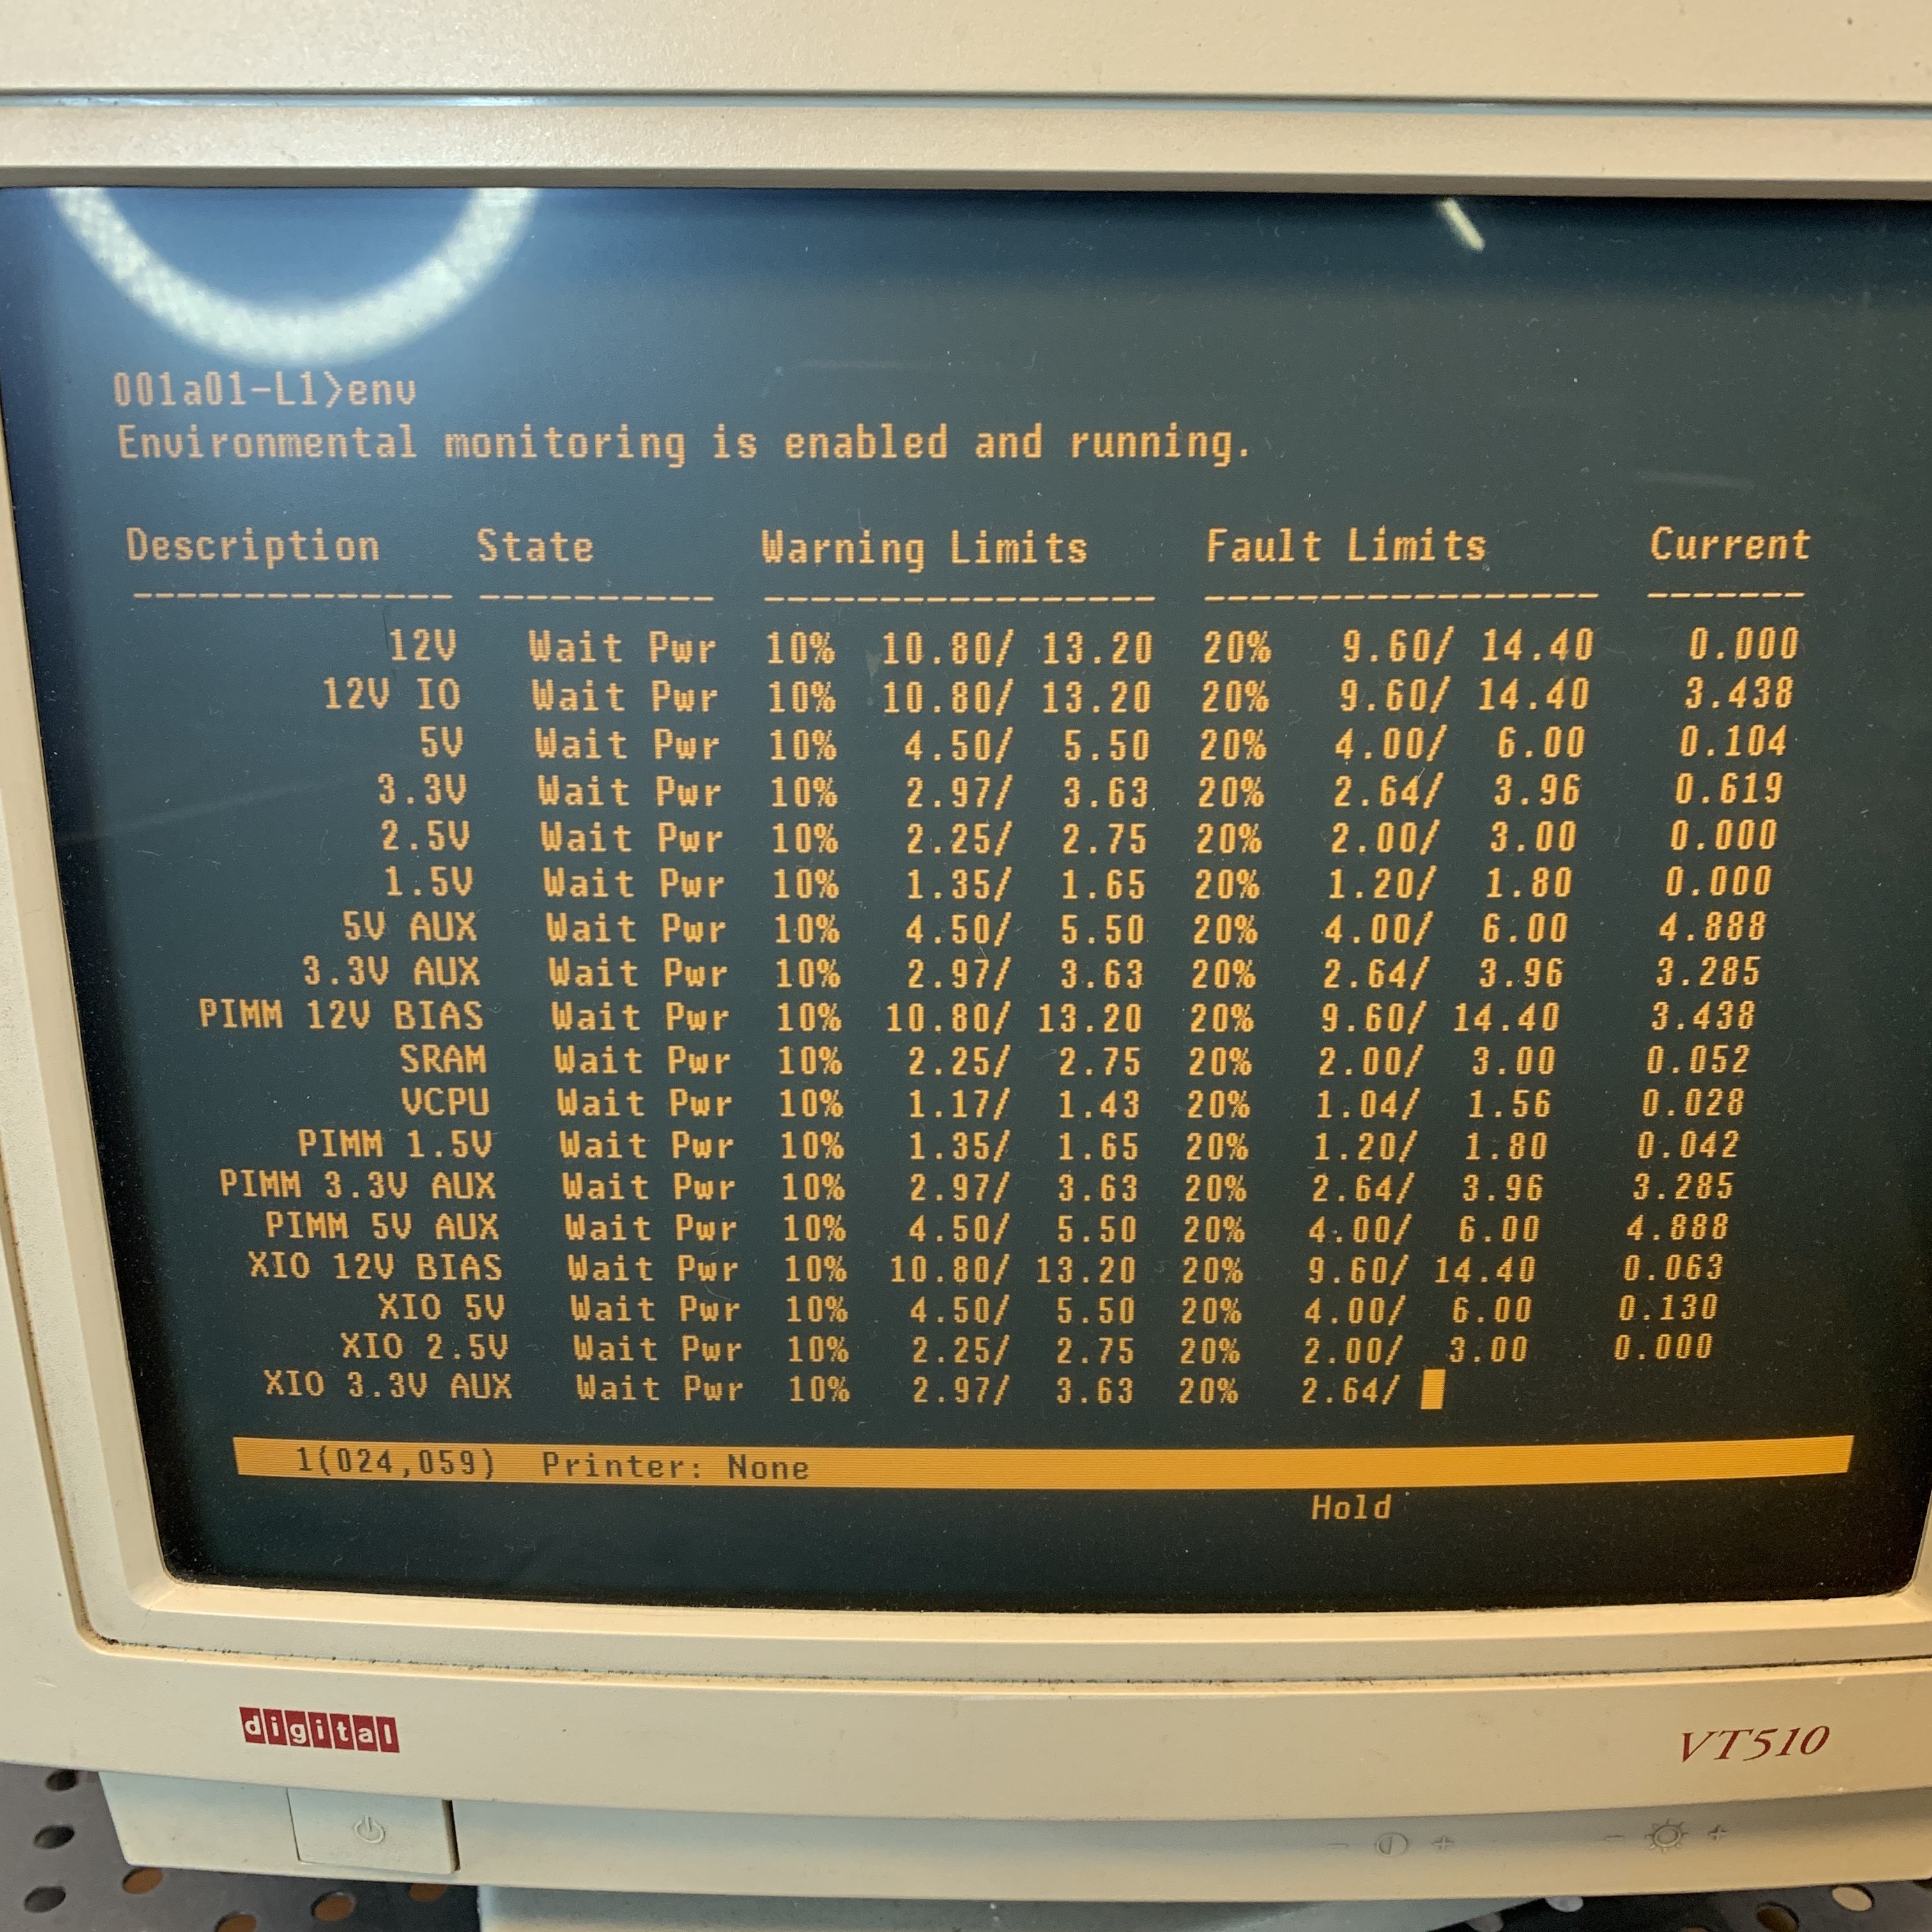 001a01-L1>env
Environmental monitoring is enabled and running.
Description State Warning Limits Fault Limits Current
-------------- ---------- ----------------- ----------------- -------
12V Wait Pwr 10% 10.80/ 13.20 20% 9.60/ 14.40 0.000
12V IO Wait Pwr 10% 10.80/ 13.20 20% 9.60/ 14.40 3.438
5V Wait Pwr 10% 4.50/ 5.50 20% 4.00/ 6.00 0.104
3.3V Wait Pwr 10% 2.97/ 3.63 20% 2.64/ 3.96 0.619
2.5V Wait Pwr 10% 2.25/ 2.75 20% 2.00/ 3.00 0.000
1.5V Wait Pwr 10% 1.35/ 1.65 20% 1.20/ 1.80 0.000
5V AUX Wait Pwr 10% 4.50/ 5.50 20% 4.00/ 6.00 4.888
3.3V AUX Wait Pwr 10% 2.97/ 3.63 20% 2.64/ 3.96 3.285
PIMM 12V BIAS Wait Pwr 10% 10.80/ 13.20 20% 9.60/ 14.40 3.438
SRAM Wait Pwr 10% 2.25/ 2.75 20% 2.00/ 3.00 0.052
VCPU Wait Pwr 10% 1.17/ 1.43 20% 1.04/ 1.56 0.028
PIMM 1.5V Wait Pwr 10% 1.35/ 1.65 20% 1.20/ 1.80 0.042
PIMM 3.3V AUX Wait Pwr 10% 2.97/ 3.63 20% 2.64/ 3.96 3.285
PIMM 5V AUX Wait Pwr 10% 4.50/ 5.50 20% 4.00/ 6.00 4.888
XIO 12V BIAS Wait Pwr 10% 10.80/ 13.20 20% 9.60/ 14.40 0.063
XIO 5V Wait Pwr 10% 4.50/ 5.50 20% 4.00/ 6.00 0.130
XIO 2.5V Wait Pwr 10% 2.25/ 2.75 20% 2.00/ 3.00 0.000
XIO 3.3V AUX Wait Pwr 10% 2.97/ 3.63 20% 2.64/
1(024,059) Printer: None
Hold
digital
VT510